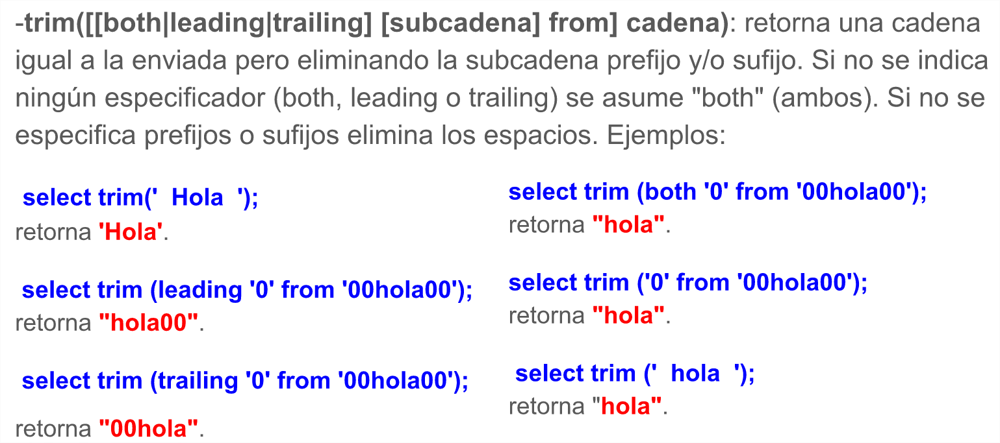 -trim([[both|leading|trailing] [subcadena] from] cadena): retorna una cadena
igual a la enviada pero eliminando la subcadena prefijo y/o sufijo. Si no se indica
ningún especificador (both, leading o trailing) se asume "both" (ambos). Si no se
especifica prefijos o sufijos elimina los espacios. Ejemplos:
select trim('  Hola  ');
retorna 'Hola'.
select trim (leading '0' from '00hola00');
retorna "hola00".
select trim (trailing '0' from '00hola00');
retorna "00hola".
select trim (both '0' from '00hola00');
retorna "hola".
select trim ('0' from '00hola00');
retorna "hola".
select trim ('  hola  ');
retorna "hola".